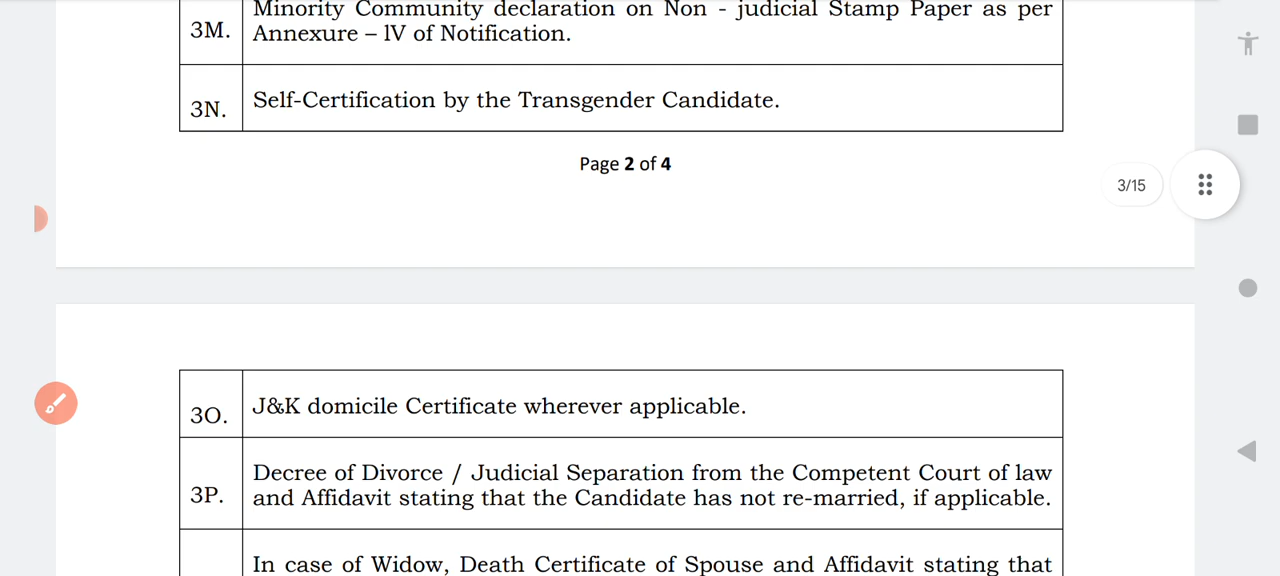 Minority Community declaration on Non - judicial Stamp Paper as per
3M. Annexure – lV of Notification.
3N. Self-Certification by the Transgender Candidate.
Page 2 of 4
3/15
3O. J&K domicile Certificate wherever applicable.
Decree of Divorce / Judicial Separation from the Competent Court of law
3P. and Affidavit stating that the Candidate has not re-married, if applicable.
In case of Widow, Death Certificate of Spouse and Affidavit stating that